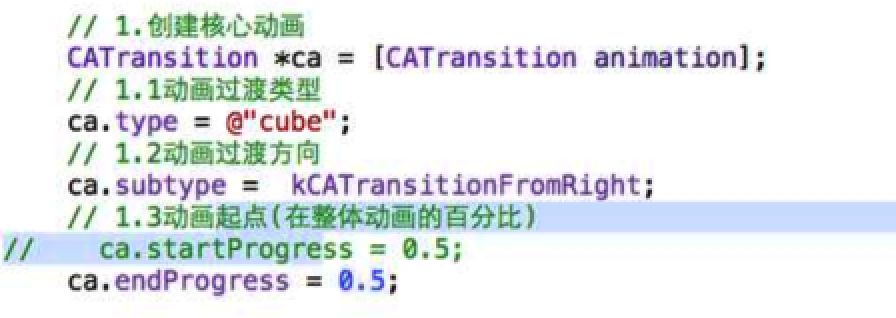 // 1.创建核心动画
CATransition *ca = [CATransition animation];
// 1.1动画过渡类型
ca.type = @"cube";
// 1.2动画过渡方向
ca.subtype =  kCATransitionFromRight;
// 1.3动画起点(在整体动画的百分比)
//    ca.startProgress = 0.5;
ca.endProgress = 0.5;